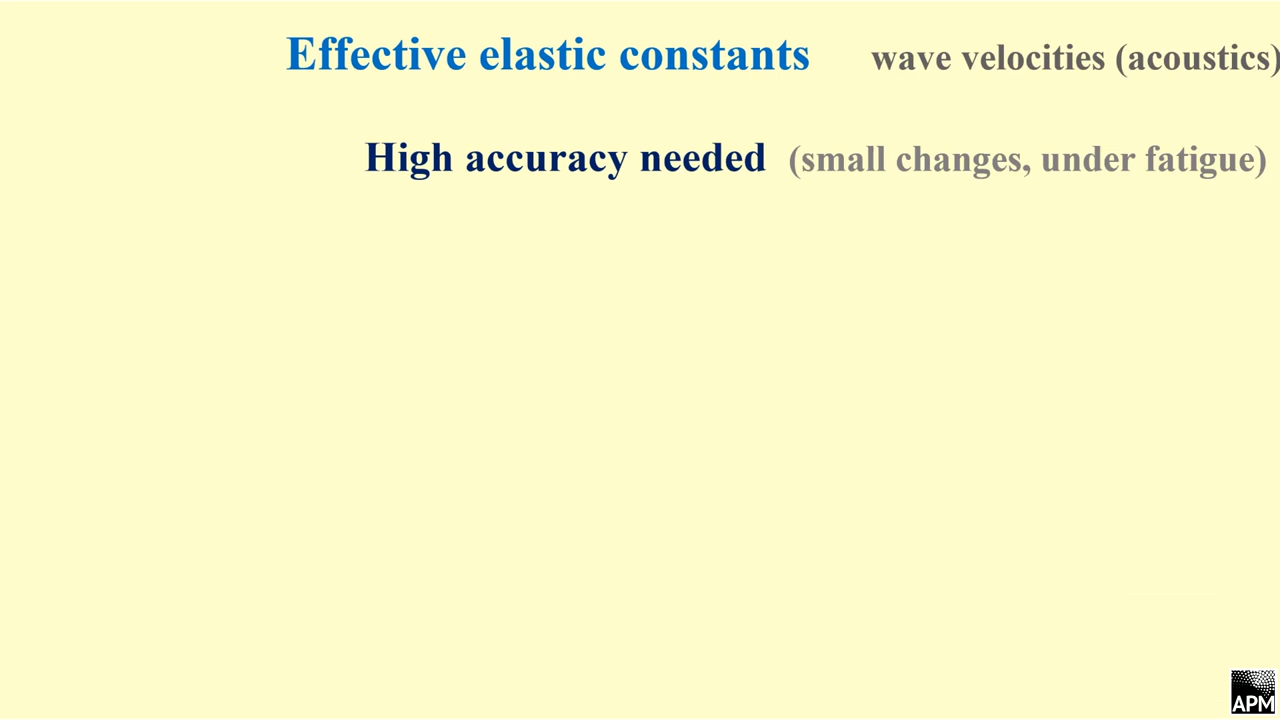 Effective elastic constants wave velocities (acoustics)
High accuracy needed (small changes, under fatigue)
APM